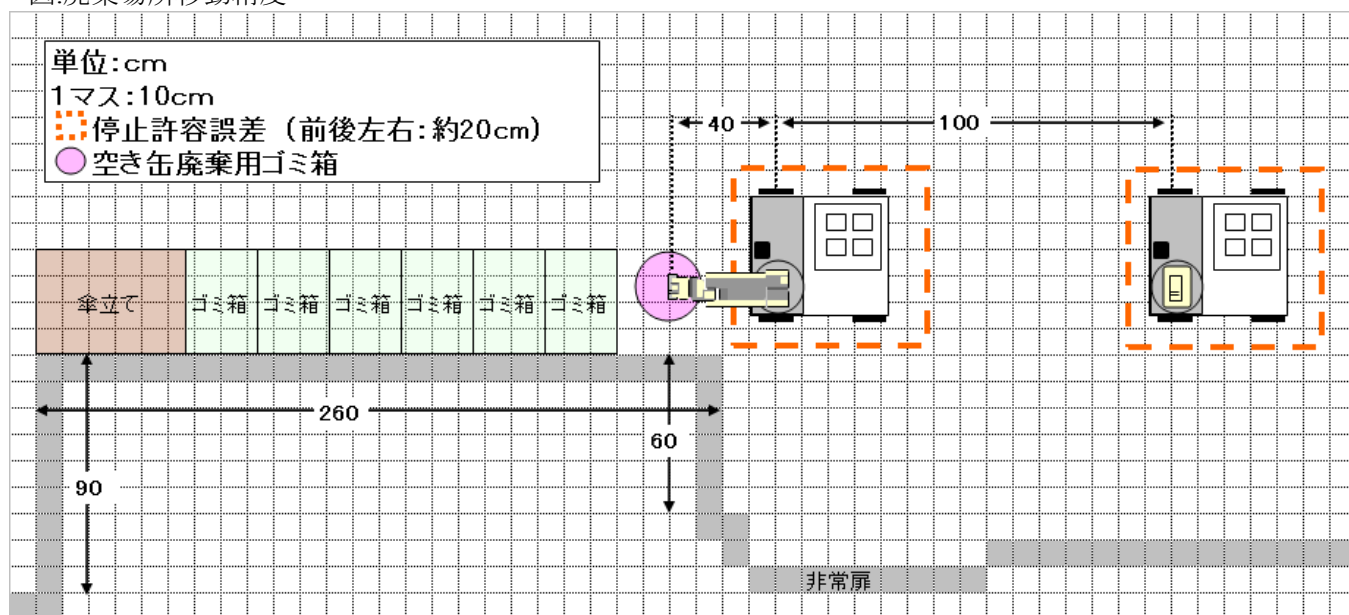 図.廃棄場所移動精度
単位:cm
1マス:10cm
停止許容誤差 (前後左右:約20cm)
空き缶廃棄用ゴミ箱
40
100
傘立て
ゴミ箱
ゴミ箱
ゴミ箱
ゴミ箱
ゴミ箱
ゴミ箱
260
60
90
非常扉